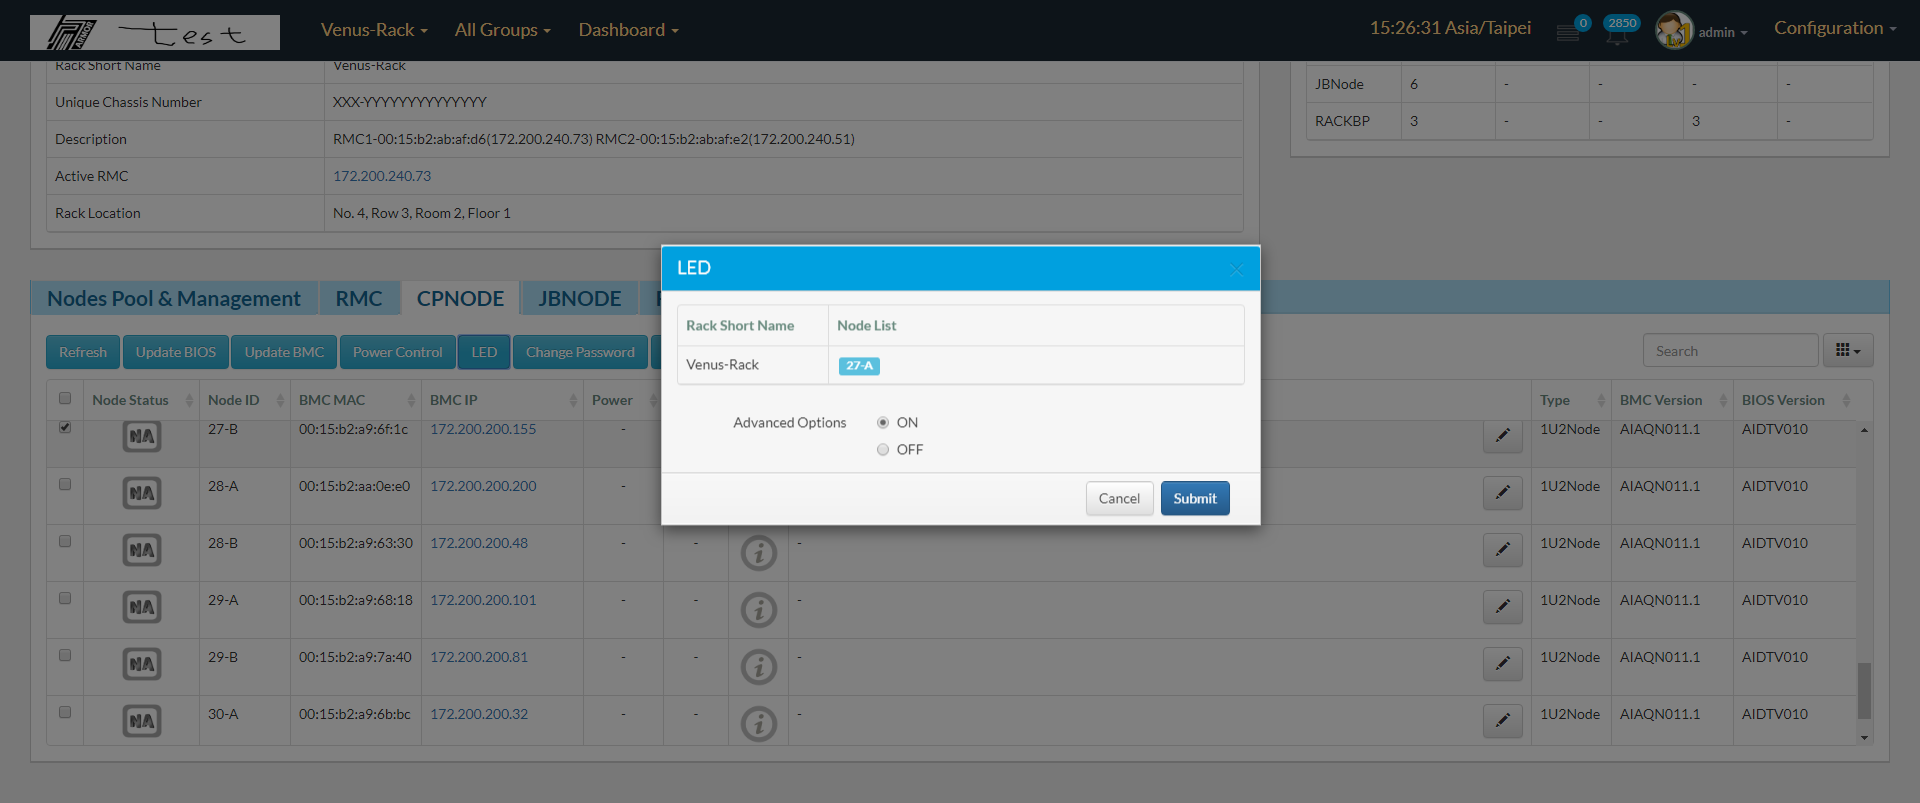 ARMOR test Venus-Rack All Groups Dashboard 15:26:31 Asia/Taipei 0 2850 admin Configuration
Rack Short Name Venus-Rack
Unique Chassis Number XXX-YYYYYYYYYYYYYY
Description RMC1-00:15:b2:ab:af:d6(172.200.240.73) RMC2-00:15:b2:ab:af:e2(172.200.240.51)
Active RMC 172.200.240.73
Rack Location No. 4, Row 3, Room 2, Floor 1
JBNode 6 - - - -
RACKBP 3 - - 3 -
Nodes Pool & Management RMC CPNODE JBNODE
Refresh Update BIOS Update BMC Power Control LED Change Password
Search
Node Status Node ID BMC MAC BMC IP Power Type BMC Version BIOS Version
NA 27-B 00:15:b2:a9:6f:1c 172.200.200.155 - 1U2Node AIAQN011.1 AIDTV010
NA 28-A 00:15:b2:aa:0e:e0 172.200.200.200 - 1U2Node AIAQN011.1 AIDTV010
NA 28-B 00:15:b2:a9:63:30 172.200.200.48 - - i - 1U2Node AIAQN011.1 AIDTV010
NA 29-A 00:15:b2:a9:68:18 172.200.200.101 - - i - 1U2Node AIAQN011.1 AIDTV010
NA 29-B 00:15:b2:a9:7a:40 172.200.200.81 - - i - 1U2Node AIAQN011.1 AIDTV010
NA 30-A 00:15:b2:a9:6b:bc 172.200.200.32 - - i - 1U2Node AIAQN011.1 AIDTV010
LED
Rack Short Name Node List
Venus-Rack 27-A
Advanced Options ON
OFF
Cancel Submit